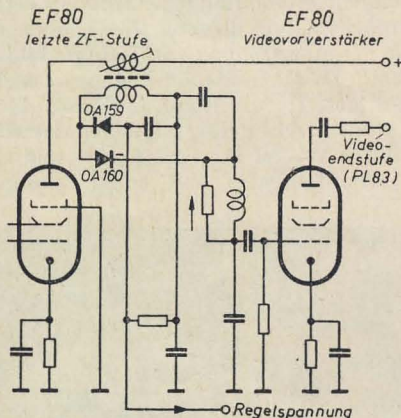 EF80
letzte ZF-Stufe
EF80
Videovorverstärker
+
OA159
OA160
Video-
endstufe
(PL83)
Regelspannung